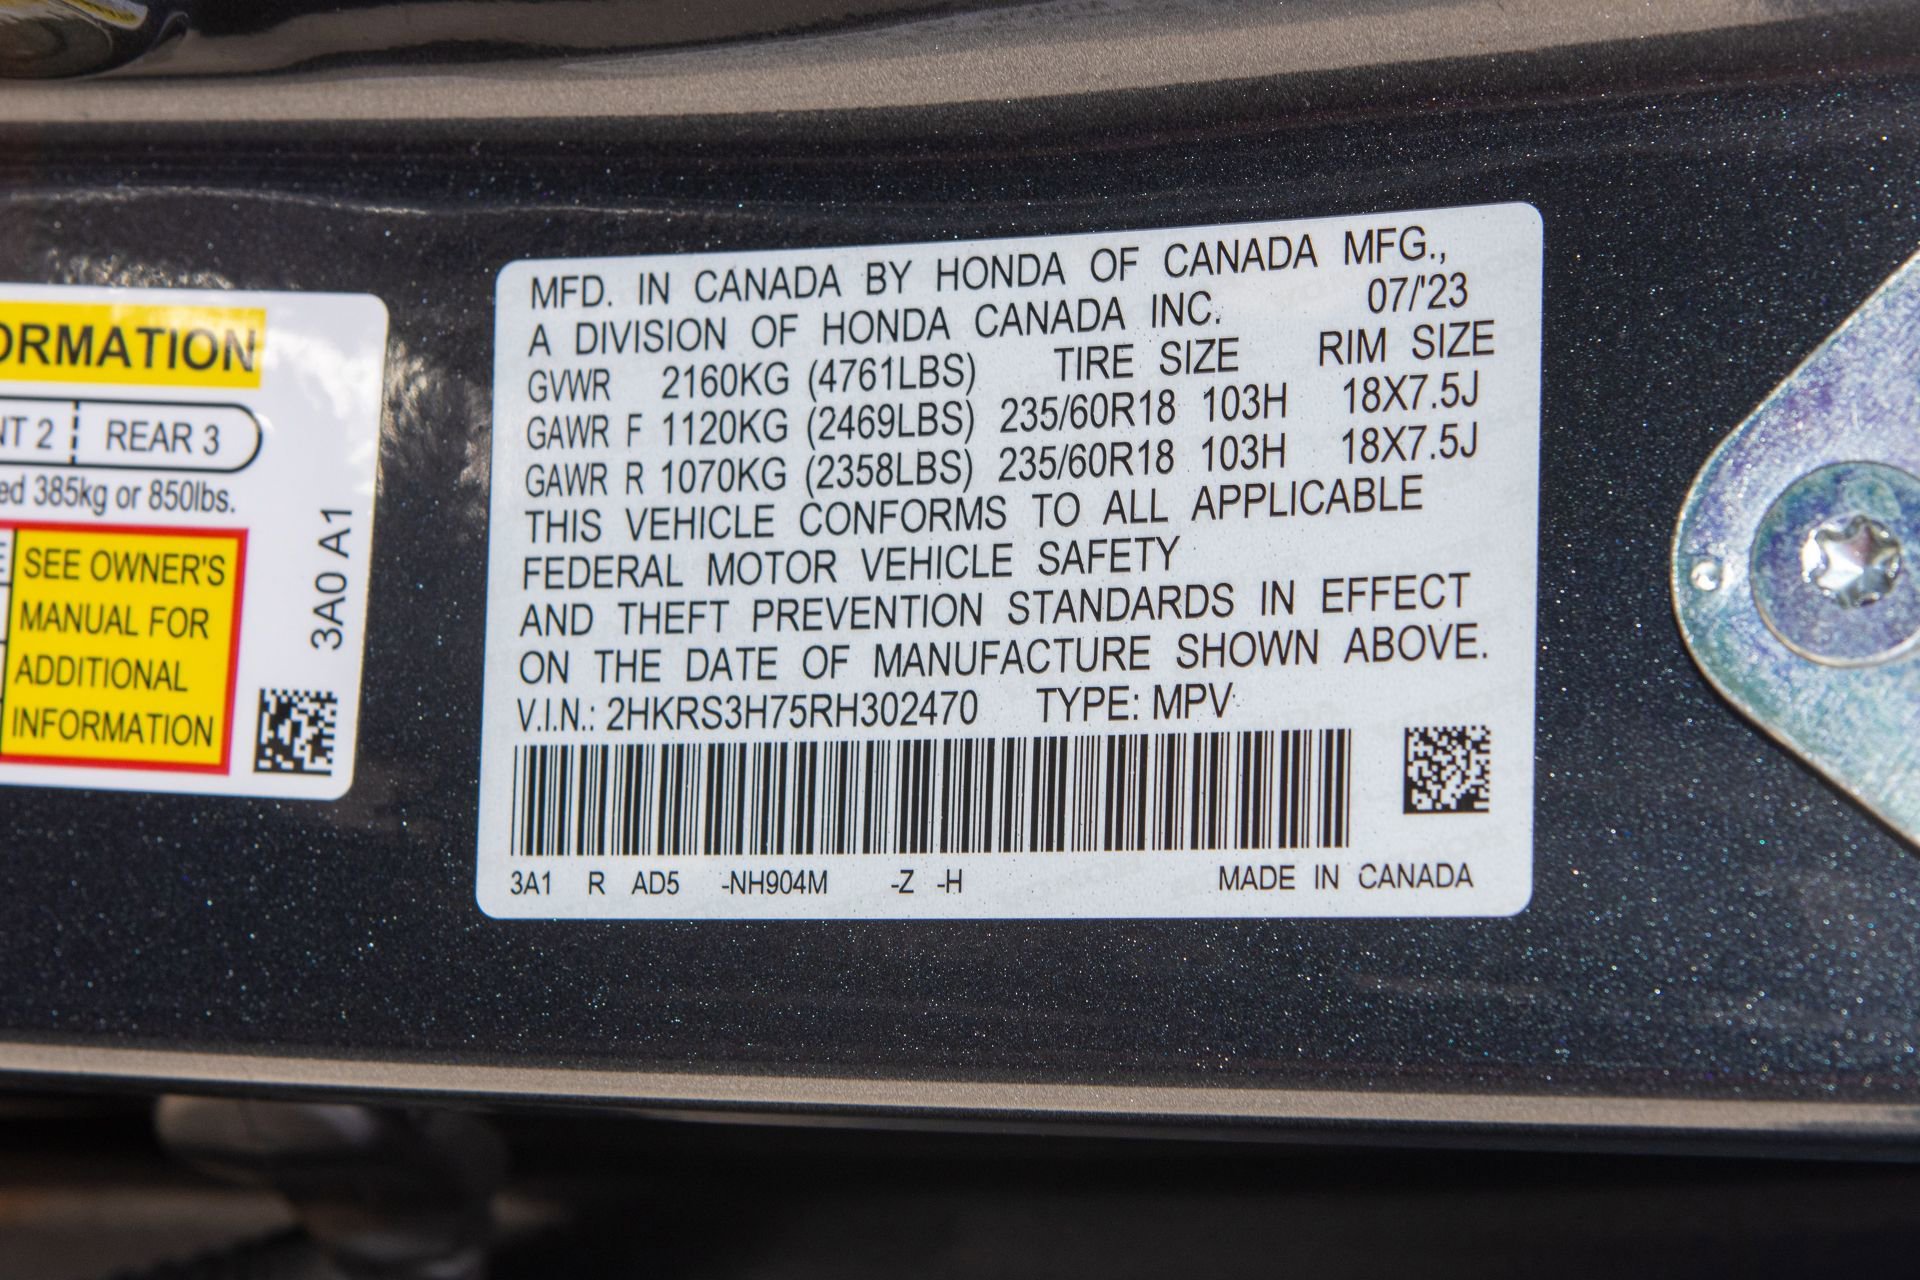 ORMATION
NT 2 REAR 3
ed 385kg or 850lbs.
SEE OWNER'S
MANUAL FOR
ADDITIONAL
INFORMATION
3A0 A1
MFD. IN CANADA BY HONDA OF CANADA MFG.,
A DIVISION OF HONDA CANADA INC. 07/'23
GVWR 2160KG (4761LBS) TIRE SIZE RIM SIZE
GAWR F 1120KG (2469LBS) 235/60R18 103H 18X7.5J
GAWR R 1070KG (2358LBS) 235/60R18 103H 18X7.5J
THIS VEHICLE CONFORMS TO ALL APPLICABLE
FEDERAL MOTOR VEHICLE SAFETY
AND THEFT PREVENTION STANDARDS IN EFFECT
ON THE DATE OF MANUFACTURE SHOWN ABOVE.
V.I.N.: 2HKRS3H75RH302470 TYPE: MPV
3A1 R AD5 -NH904M -Z -H MADE IN CANADA